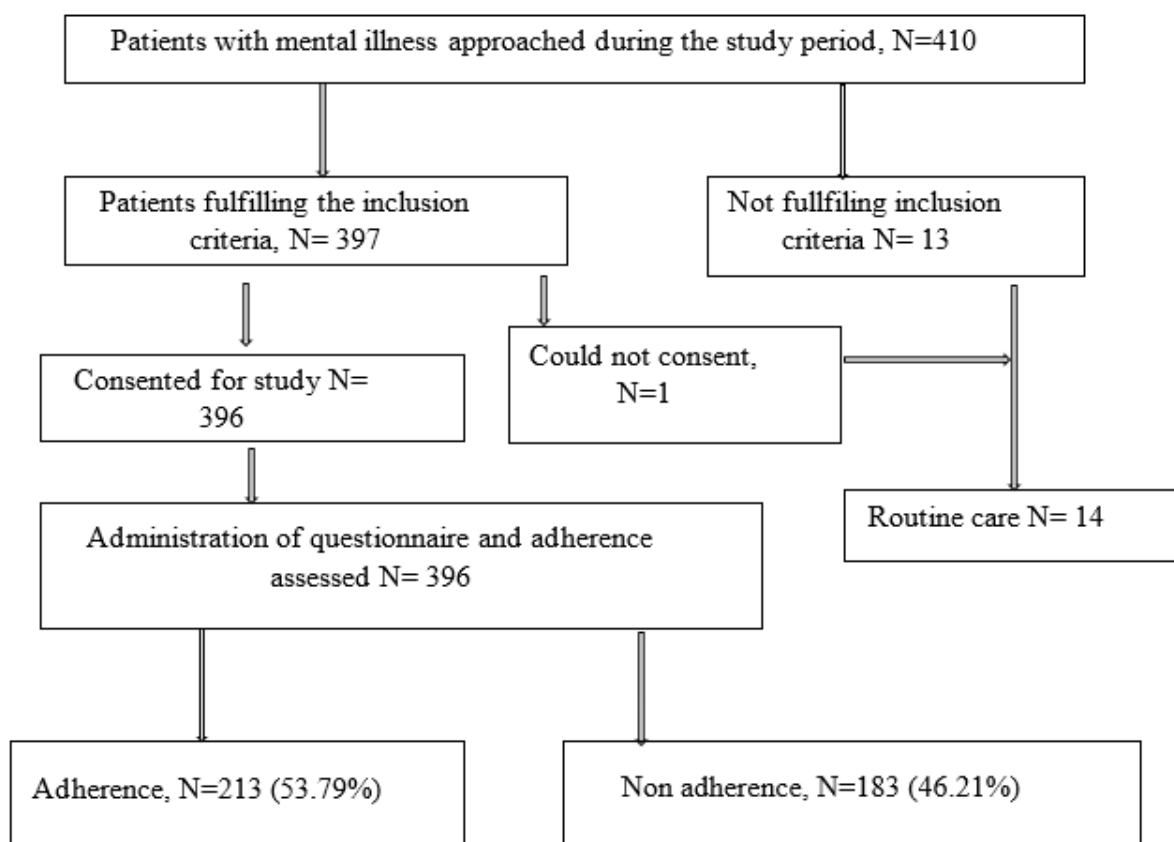 Patients with mental illness approached during the study period, N=410
Patients fulfilling the inclusion
criteria, N= 397
Not fullfiling inclusion
criteria N= 13
Could not consent,
N=1
Consented for study N=
396
Routine care N= 14
Administration of questionnaire and adherence
assessed N= 396
Adherence, N=213 (53.79%)
Non adherence, N=183 (46.21%)